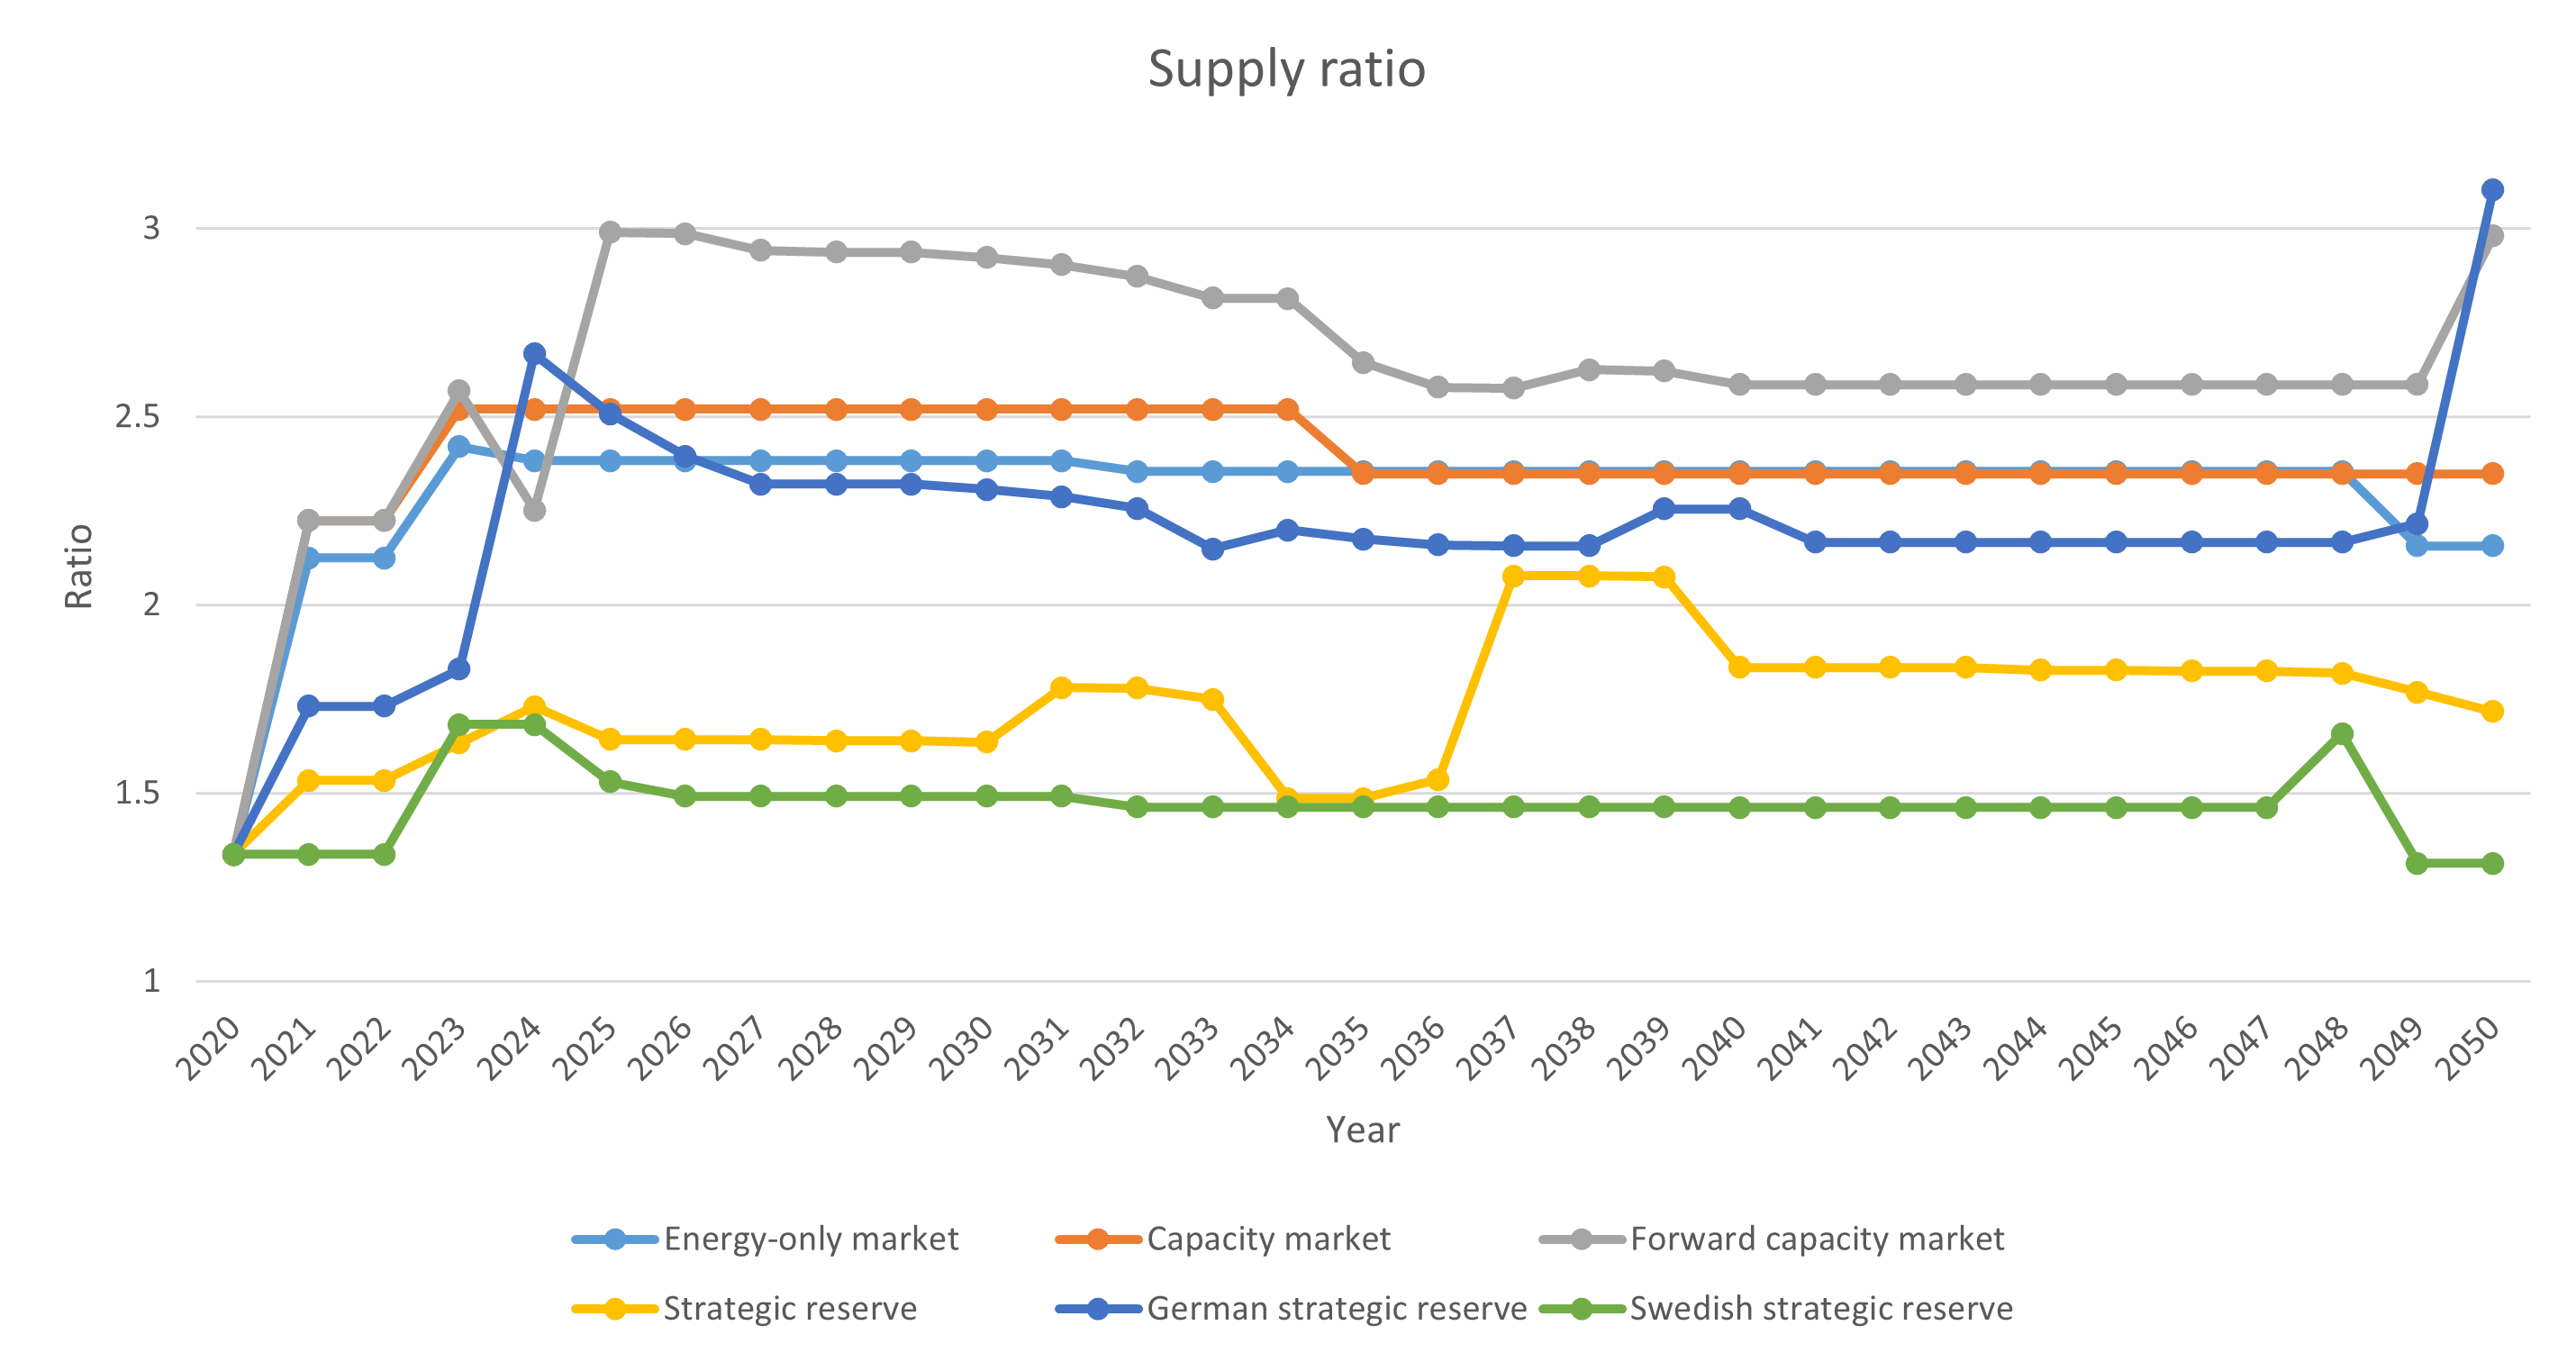 Supply ratio
3
2.5
2
1.5
1
Ratio
2020 2021 2022 2023 2024 2025 2026 2027 2028 2029 2030 2031 2032 2033 2034 2035 2036 2037 2038 2039 2040 2041 2042 2043 2044 2045 2046 2047 2048 2049 2050
Year
Energy-only market Capacity market Forward capacity market
Strategic reserve German strategic reserve Swedish strategic reserve